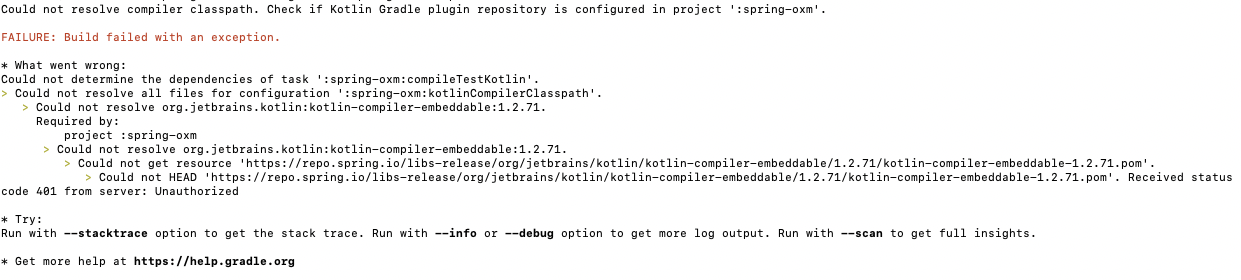 Could not resolve compiler classpath. Check if Kotlin Gradle plugin repository is configured in project ':spring-oxm'.
FAILURE: Build failed with an exception.
* What went wrong:
Could not determine the dependencies of task ':spring-oxm:compileTestKotlin'.
> Could not resolve all files for configuration ':spring-oxm:kotlinCompilerClasspath'.
> Could not resolve org.jetbrains.kotlin:kotlin-compiler-embeddable:1.2.71.
Required by:
project :spring-oxm
> Could not resolve org.jetbrains.kotlin:kotlin-compiler-embeddable:1.2.71.
> Could not get resource 'https://repo.spring.io/libs-release/org/jetbrains/kotlin/kotlin-compiler-embeddable/1.2.71/kotlin-compiler-embeddable-1.2.71.pom'.
> Could not HEAD 'https://repo.spring.io/libs-release/org/jetbrains/kotlin/kotlin-compiler-embeddable/1.2.71/kotlin-compiler-embeddable-1.2.71.pom'. Received status
code 401 from server: Unauthorized
* Try:
Run with --stacktrace option to get the stack trace. Run with --info or --debug option to get more log output. Run with --scan to get full insights.
* Get more help at https://help.gradle.org